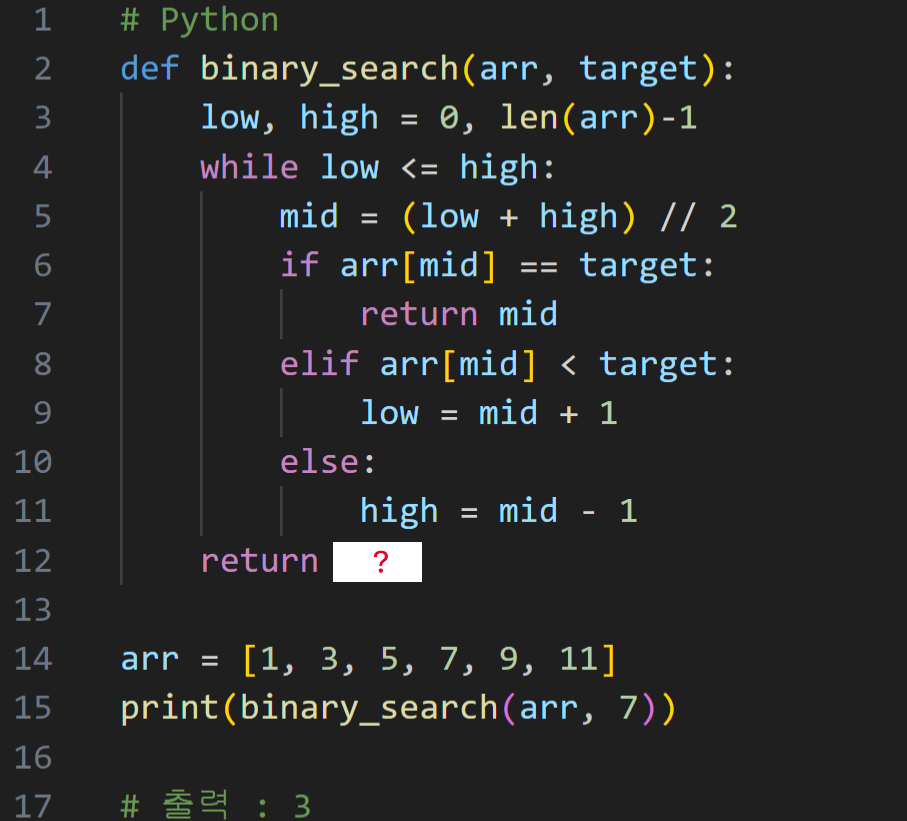 1 # Python
2 def binary_search(arr, target):
3     low, high = 0, len(arr)-1
4     while low <= high:
5         mid = (low + high) // 2
6         if arr[mid] == target:
7             return mid
8         elif arr[mid] < target:
9             low = mid + 1
10         else:
11             high = mid - 1
12     return ?
13
14 arr = [1, 3, 5, 7, 9, 11]
15 print(binary_search(arr, 7))
16
17 # 출력 : 3